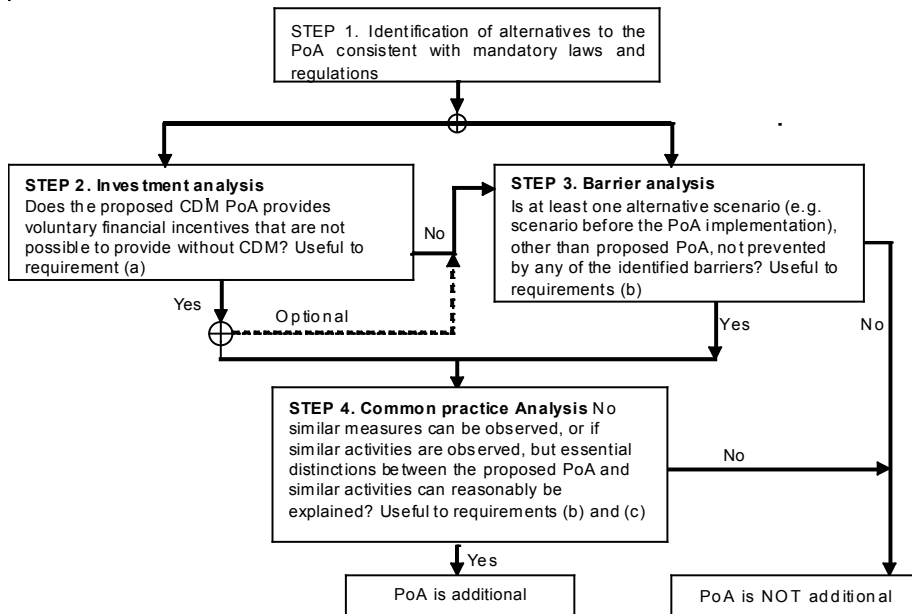 STEP 1. Identification of alternatives to the
PoA consistent with mandatory laws and
regulations
STEP 2. Investment analysis
Does the proposed CDM PoA provides
voluntary financial incentives that are not
possible to provide without CDM? Useful to
requirement (a)
No
STEP 3. Barrier analysis
Is at least one alternative scenario (e.g.
scenario before the PoA implementation),
other than proposed PoA, not prevented
by any of the identified barriers? Useful to
requirements (b)
Yes
Optional
Yes
No
STEP 4. Common practice Analysis No
similar measures can be observed, or if
similar activities are observed, but essential
distinctions between the proposed PoA and
similar activities can reasonably be
explained? Useful to requirements (b) and (c)
No
Yes
PoA is additional
PoA is NOT additional